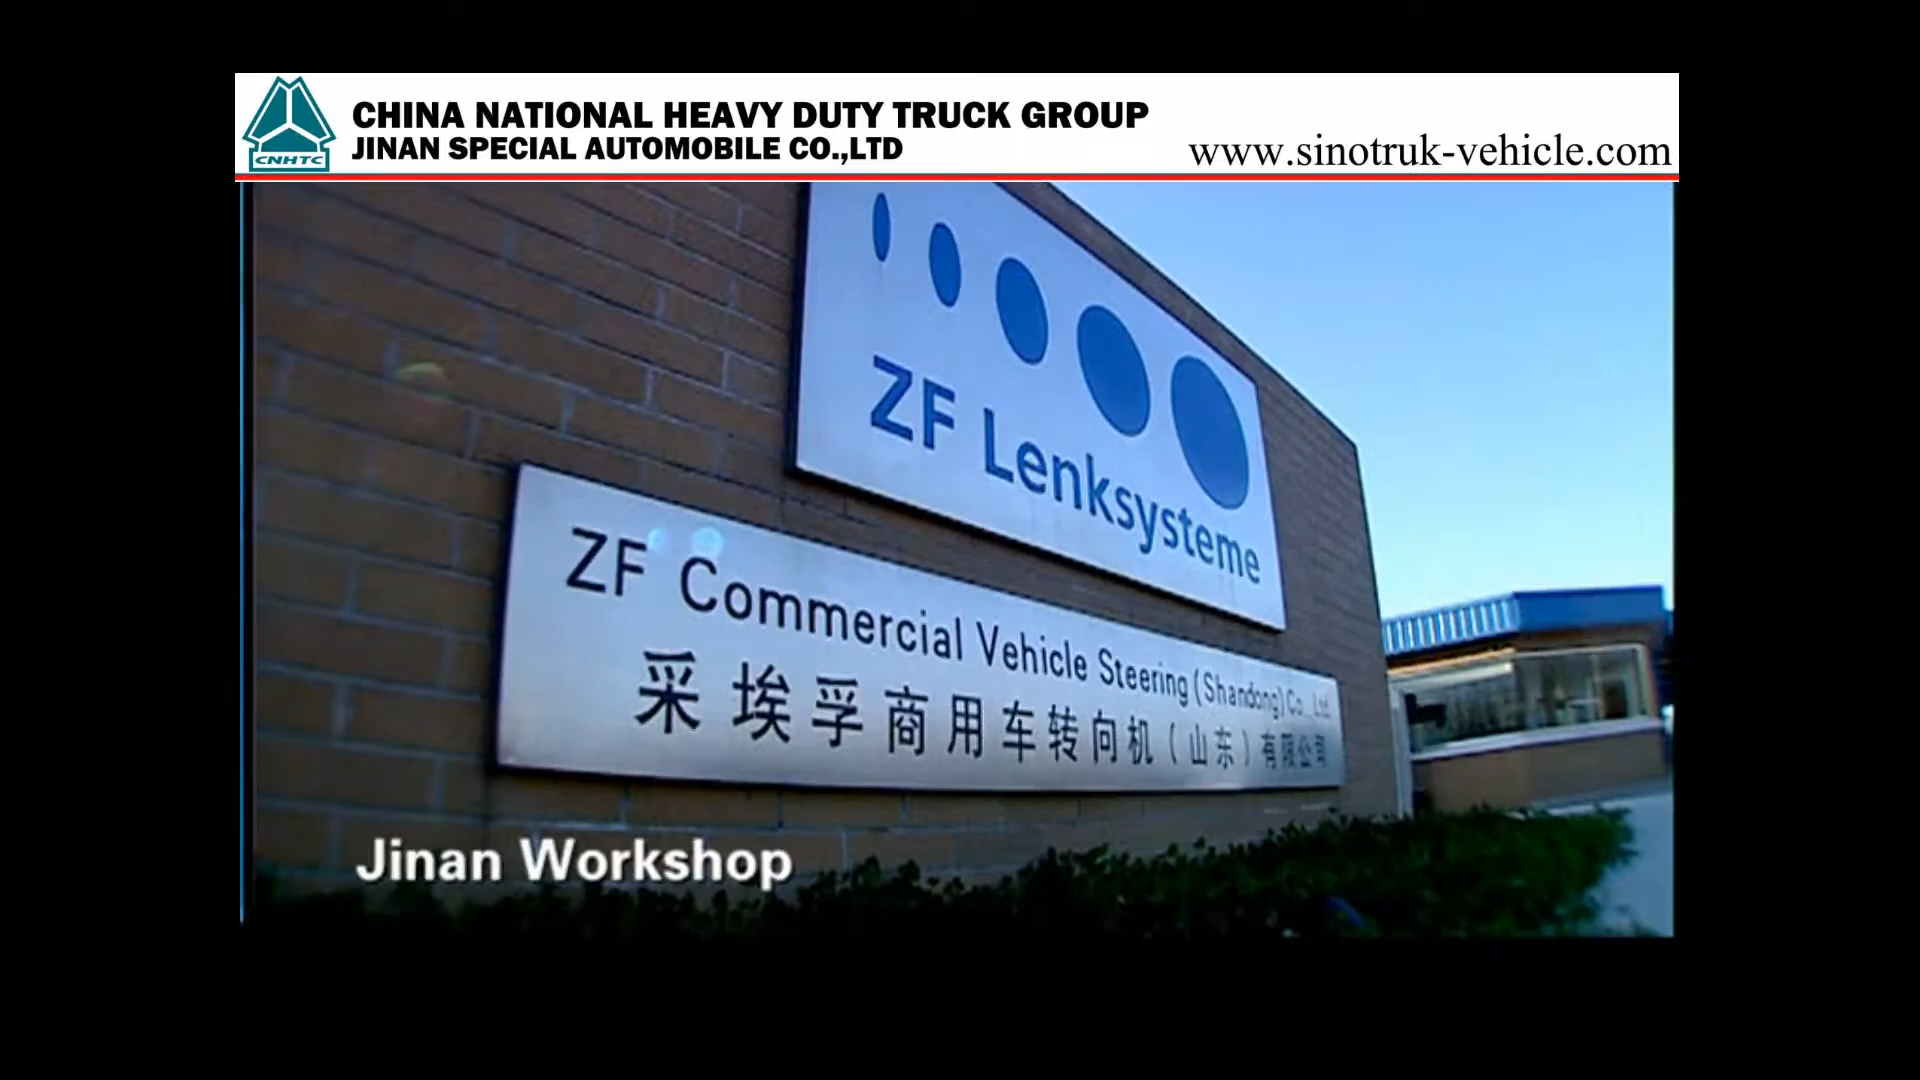 CNHTC
CHINA NATIONAL HEAVY DUTY TRUCK GROUP
JINAN SPECIAL AUTOMOBILE CO.,LTD
www.sinotruk-vehicle.com
ZF Lenksysteme
ZF Commercial Vehicle Steering (Shandong) Co., Ltd.
采埃孚商用车转向机（山东）有限公司
Jinan Workshop